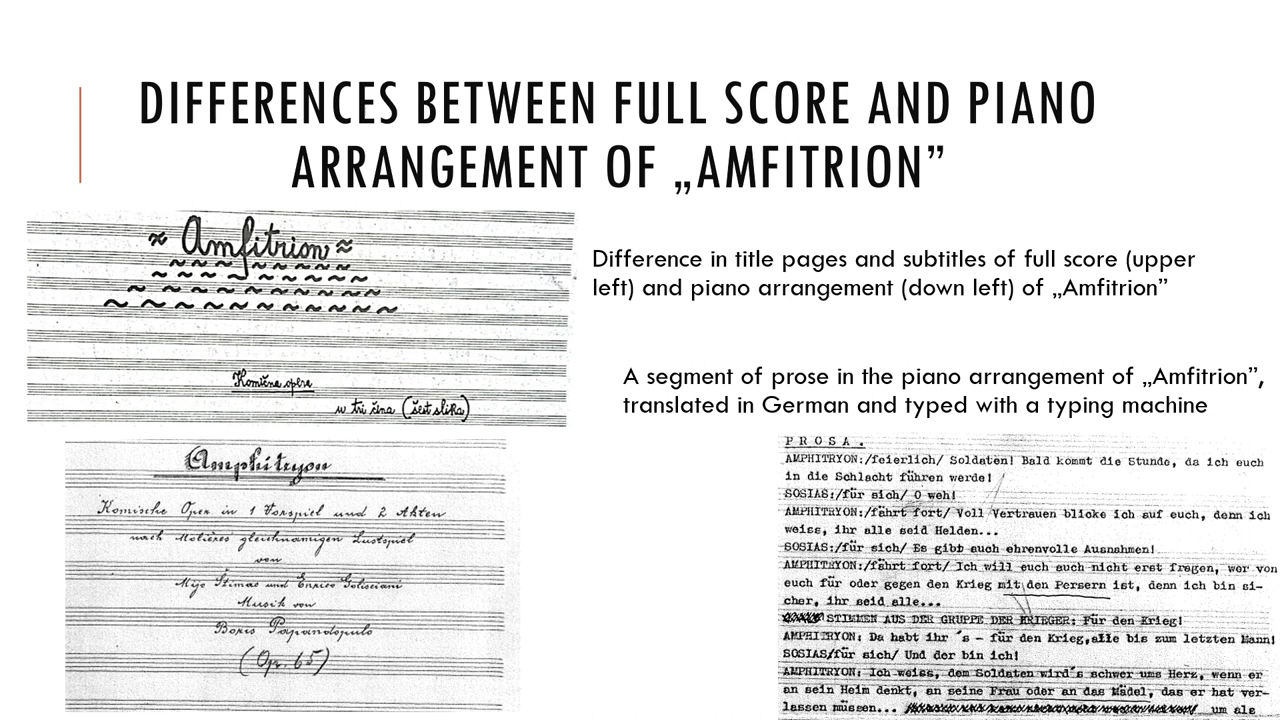 DIFFERENCES BETWEEN FULL SCORE AND PIANO
ARRANGEMENT OF „AMFITRION”
≈ Amfitrion ≈
Komična opera
u tri čina (šest slika)
Difference in title pages and subtitles of full score (upper
left) and piano arrangement (down left) of „Amfitrion”
A segment of prose in the piano arrangement of „Amfitrion”,
translated in German and typed with a typing machine
Amphitryon
Komische Oper in 1 Vorspiel und 2 Akten
nach Molières gleichnamigen Lustspiel
von
Mijo Štimac und Enrico
Musik von
Boris Papandopulo
(Op. 65)
PROSA.
AMPHITRYON:/feierlich/ Soldaten! Bald kommt die Stunde, da ich euch
in die Schlacht führen werde!
SOSIAS:/für sich/ O weh!
AMPHITRYON:/fährt fort/ Voll Vertrauen blicke ich auf euch, denn ich
weiss, ihr alle seid Helden...
SOSIAS:/für sich/ Es gibt auch ehrenvolle Ausnahmen!
AMPHITRYON:/fährt fort/ Ich will euch auch nicht erst fragen, wer von
euch für oder gegen den Krieg mit den Persern ist, denn ich bin si-
cher, ihr seid alle...
STIMMEN AUS DER GRUPPE DER KRIEGER Für den Krieg!
AMPHITRYON: Da habt ihr 's - für den Krieg,alle bis zum letzten Mann!
SOSIAS/für sich/ Und der bin ich!
AMPHITRYON: Ich weiss, dem Soldaten wird's schwer ums Herz, wenn er
an sein Heim denkt, an seine Frau oder an das Mädel, das er hat ver-
lassen müssen... um als